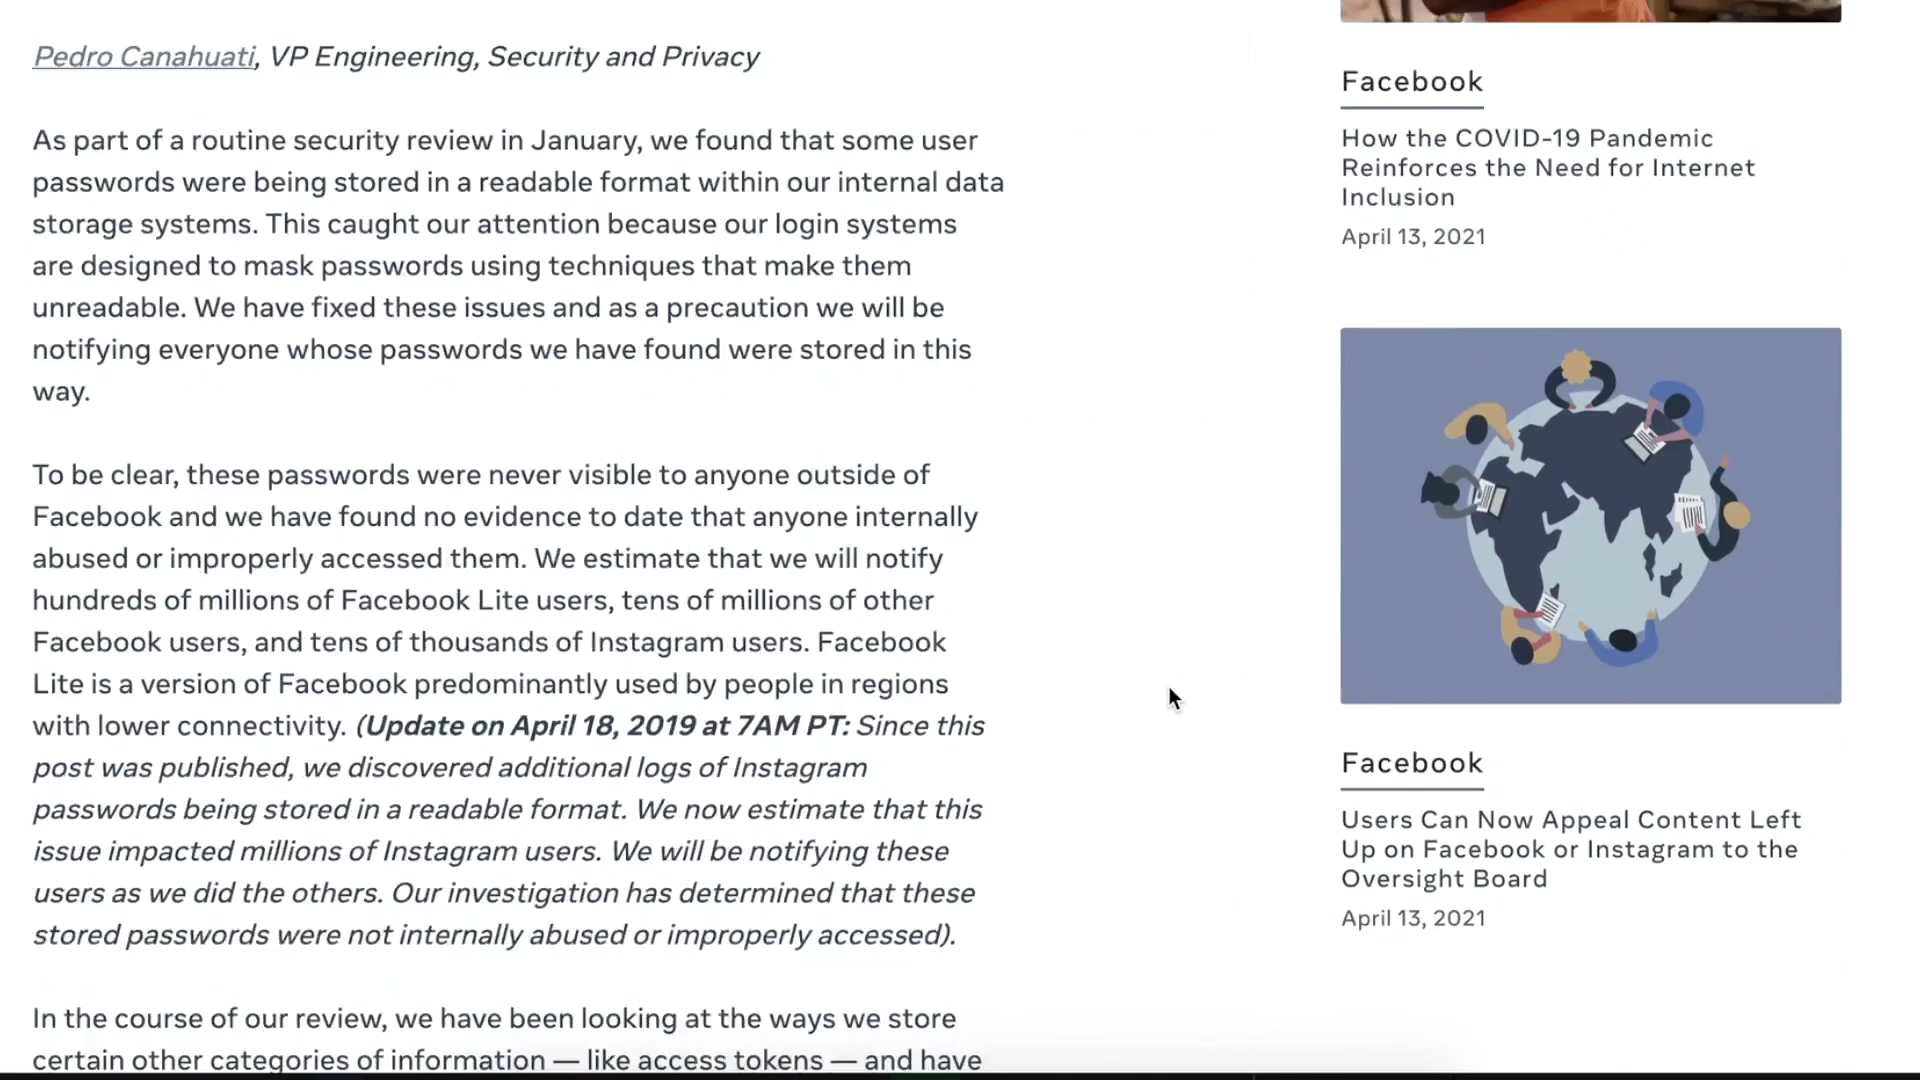 Pedro Canahuati, VP Engineering, Security and Privacy
As part of a routine security review in January, we found that some user
passwords were being stored in a readable format within our internal data
storage systems. This caught our attention because our login systems
are designed to mask passwords using techniques that make them
unreadable. We have fixed these issues and as a precaution we will be
notifying everyone whose passwords we have found were stored in this
way.
To be clear, these passwords were never visible to anyone outside of
Facebook and we have found no evidence to date that anyone internally
abused or improperly accessed them. We estimate that we will notify
hundreds of millions of Facebook Lite users, tens of millions of other
Facebook users, and tens of thousands of Instagram users. Facebook
Lite is a version of Facebook predominantly used by people in regions
with lower connectivity. (Update on April 18, 2019 at 7AM PT: Since this
post was published, we discovered additional logs of Instagram
passwords being stored in a readable format. We now estimate that this
issue impacted millions of Instagram users. We will be notifying these
users as we did the others. Our investigation has determined that these
stored passwords were not internally abused or improperly accessed).
In the course of our review, we have been looking at the ways we store
certain other categories of information — like access tokens — and have
Facebook
How the COVID-19 Pandemic
Reinforces the Need for Internet
Inclusion
April 13, 2021
Facebook
Users Can Now Appeal Content Left
Up on Facebook or Instagram to the
Oversight Board
April 13, 2021